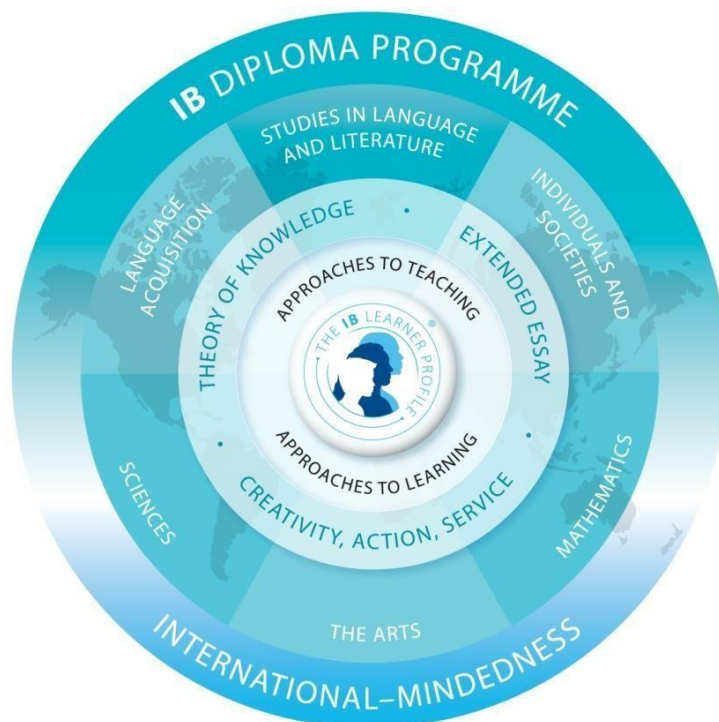 IB DIPLOMA PROGRAMME
STUDIES IN LANGUAGE
AND LITERATURE
LANGUAGE
ACQUISITION
INDIVIDUALS AND
SOCIETIES
THEORY OF KNOWLEDGE
·
EXTENDED ESSAY
APPROACHES TO TEACHING
THE IB LEARNER PROFILE ®
APPROACHES TO LEARNING
·
CREATIVITY, ACTION, SERVICE
·
SCIENCES
MATHEMATICS
THE ARTS
INTERNATIONAL–MINDEDNESS